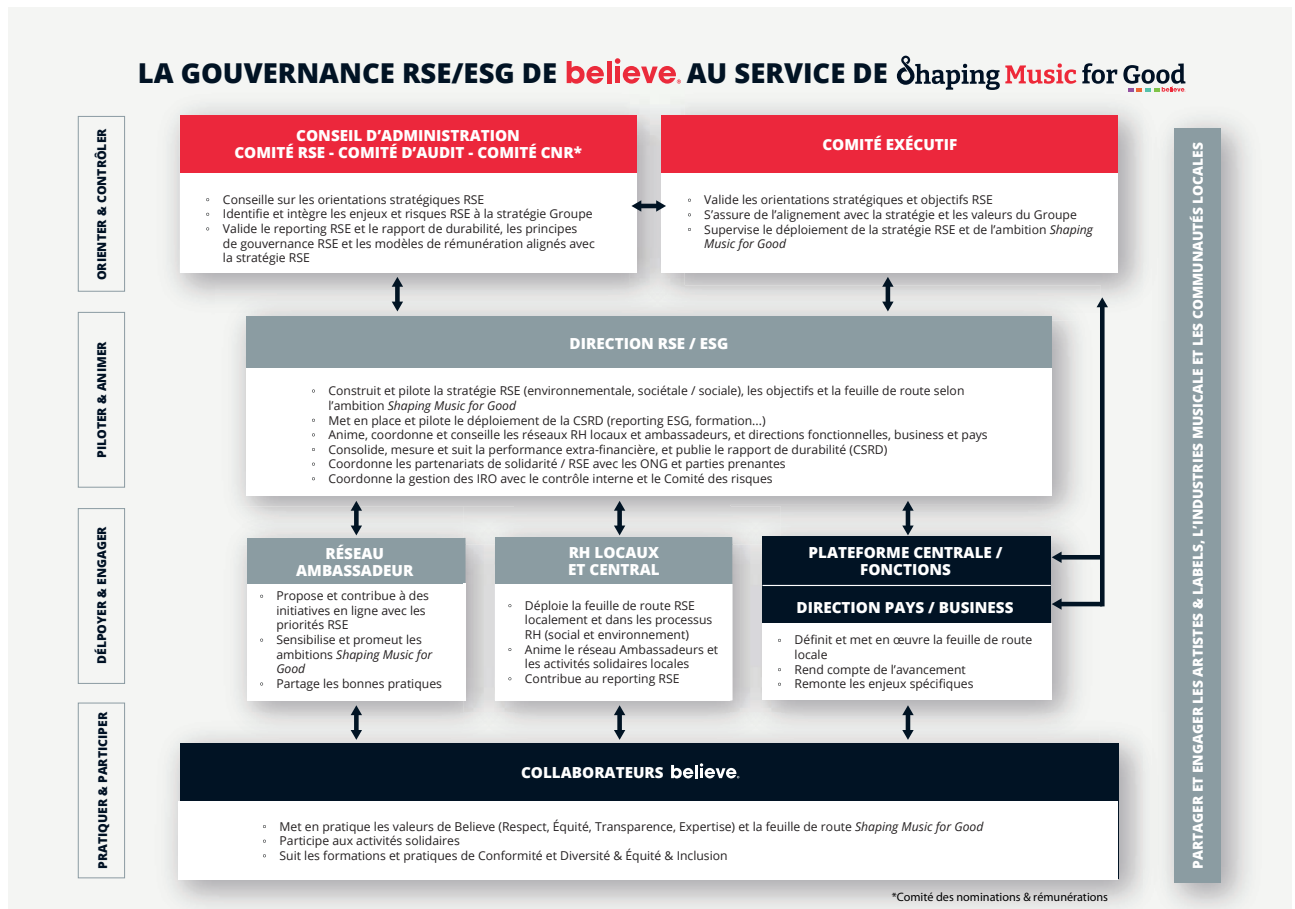 LA GOUVERNANCE RSE/ESG DE believe. AU SERVICE DE Shaping Music for Good
believe
ORIENTER & CONTRÔLER
CONSEIL D'ADMINISTRATION
COMITÉ RSE - COMITÉ D'AUDIT - COMITÉ CNR*
◦ Conseille sur les orientations stratégiques RSE
◦ Identifie et intègre les enjeux et risques RSE à la stratégie Groupe
◦ Valide le reporting RSE et le rapport de durabilité, les principes
de gouvernance RSE et les modèles de rémunération alignés avec
la stratégie RSE
COMITÉ EXÉCUTIF
◦ Valide les orientations stratégiques et objectifs RSE
◦ S'assure de l'alignement avec la stratégie et les valeurs du Groupe
◦ Supervise le déploiement de la stratégie RSE et de l'ambition Shaping
Music for Good
PILOTER & ANIMER
DIRECTION RSE / ESG
◦ Construit et pilote la stratégie RSE (environnementale, sociétale / sociale), les objectifs et la feuille de route selon
l'ambition Shaping Music for Good
◦ Met en place et pilote le déploiement de la CSRD (reporting ESG, formation...)
◦ Anime, coordonne et conseille les réseaux RH locaux et ambassadeurs, et directions fonctionnelles, business et pays
◦ Consolide, mesure et suit la performance extra-financière, et publie le rapport de durabilité (CSRD)
◦ Coordonne les partenariats de solidarité / RSE avec les ONG et parties prenantes
◦ Coordonne la gestion des IRO avec le contrôle interne et le Comité des risques
DÉLPOYER & ENGAGER
RÉSEAU
AMBASSADEUR
◦ Propose et contribue à des
initiatives en ligne avec les
priorités RSE
◦ Sensibilise et promeut les
ambitions Shaping Music for
Good
◦ Partage les bonnes pratiques
RH LOCAUX
ET CENTRAL
◦ Déploie la feuille de route RSE
localement et dans les processus
RH (social et environnement)
◦ Anime le réseau Ambassadeurs et
les activités solidaires locales
◦ Contribue au reporting RSE
PLATEFORME CENTRALE /
FONCTIONS
DIRECTION PAYS / BUSINESS
◦ Définit et met en œuvre la feuille de route
locale
◦ Rend compte de l'avancement
◦ Remonte les enjeux spécifiques
PRATIQUER & PARTICIPER
COLLABORATEURS believe.
◦ Met en pratique les valeurs de Believe (Respect, Équité, Transparence, Expertise) et la feuille de route Shaping Music for Good
◦ Participe aux activités solidaires
◦ Suit les formations et pratiques de Conformité et Diversité & Équité & Inclusion
PARTAGER ET ENGAGER LES ARTISTES & LABELS, L'INDUSTRIES MUSICALE ET LES COMMUNAUTÉS LOCALES
*Comité des nominations & rémunérations